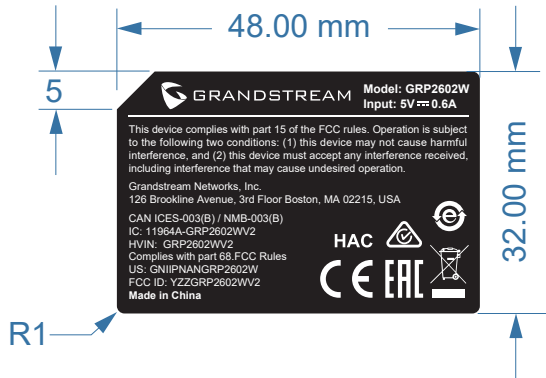 48.00 mm
5
GRANDSTREAM
Model: GRP2602W
Input: 5V⎓0.6A
This device complies with part 15 of the FCC rules. Operation is subject
to the following two conditions: (1) this device may not cause harmful
interference, and (2) this device must accept any interference received,
including interference that may cause undesired operation.
Grandstream Networks, Inc.
126 Brookline Avenue, 3rd Floor Boston, MA 02215, USA
CAN ICES-003(B) / NMB-003(B)
IC: 11964A-GRP2602WV2
HVIN: GRP2602WV2
Complies with part 68.FCC Rules
US: GNIIPNANGRP2602W
FCC ID: YZZGRP2602WV2
Made in China
HAC
e
CE EAC
32.00 mm
R1